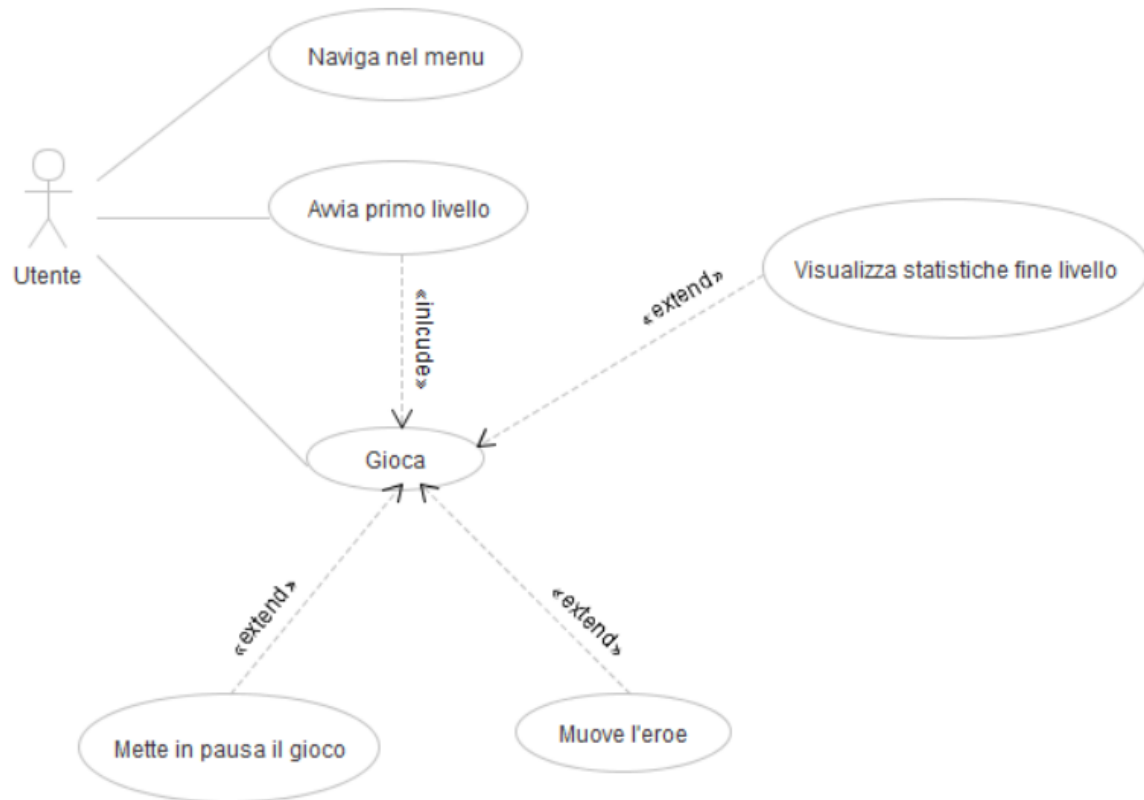 Naviga nel menu
Avvia primo livello
Utente
Visualizza statistiche fine livello
«extend»
«inlcude»
Gioca
«extend»
«extend»
Mette in pausa il gioco
Muove l'eroe